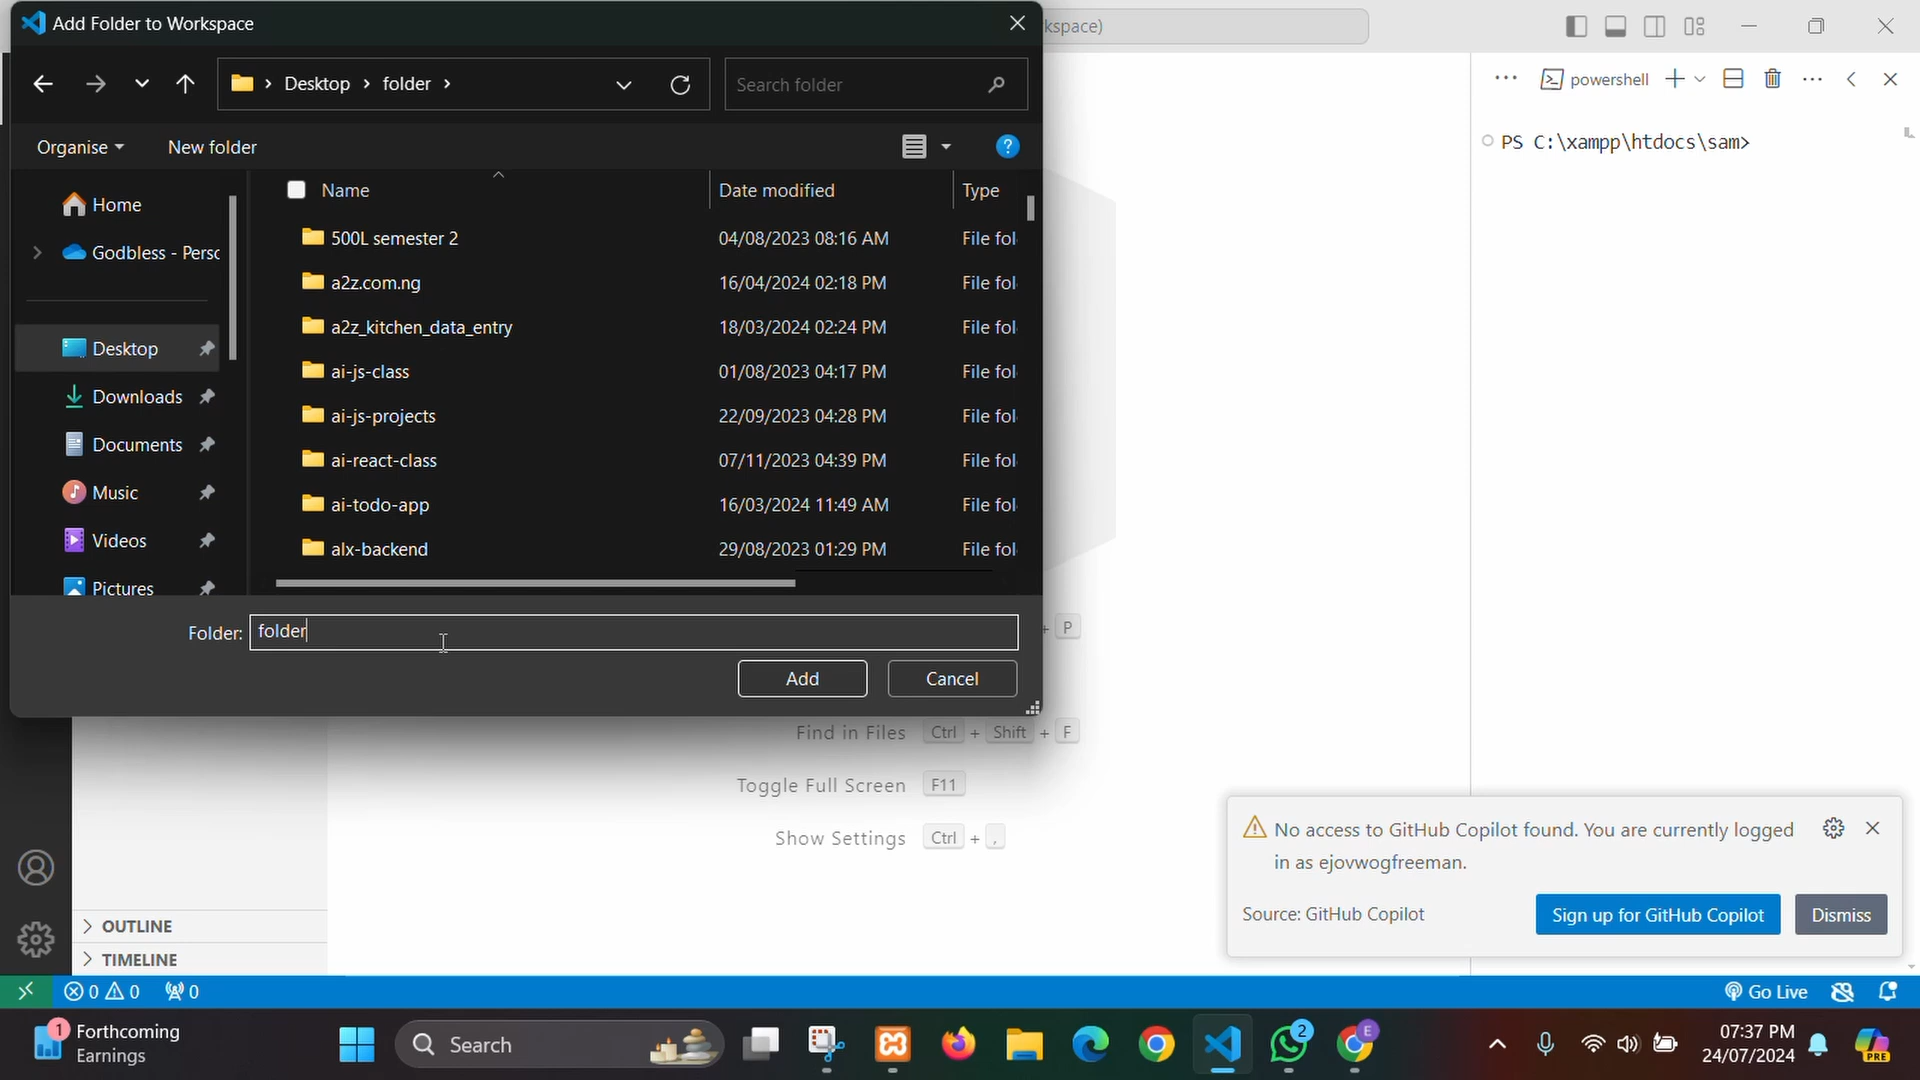 Add Folder to Workspace
kspace)
Desktop
folder
Search folder
powershell
Organise
New folder
PS C:\xampp\htdocs\sam>
Name
Date modified
Type
Home
Godbless - Persc
Desktop
Downloads
Documents
Music
Videos
Pictures
500L semester 2 04/08/2023 08:16 AM File fol
a2z.com.ng 16/04/2024 02:18 PM File fol
a2z_kitchen_data_entry 18/03/2024 02:24 PM File fol
ai-js-class 01/08/2023 04:17 PM File fol
ai-js-projects 22/09/2023 04:28 PM File fol
ai-react-class 07/11/2023 04:39 PM File fol
ai-todo-app 16/03/2024 11:49 AM File fol
alx-backend 29/08/2023 01:29 PM File fol
Folder: folder
+ P
Add
Cancel
Find in Files Ctrl + Shift + F
Toggle Full Screen F11
Show Settings Ctrl + ,
No access to GitHub Copilot found. You are currently logged
in as ejovwogfreeman.
Source: GitHub Copilot
Sign up for GitHub Copilot
Dismiss
OUTLINE
TIMELINE
0 0 0
Go Live
1
Forthcoming
Earnings
Search
2
E
07:37 PM
24/07/2024
PRE